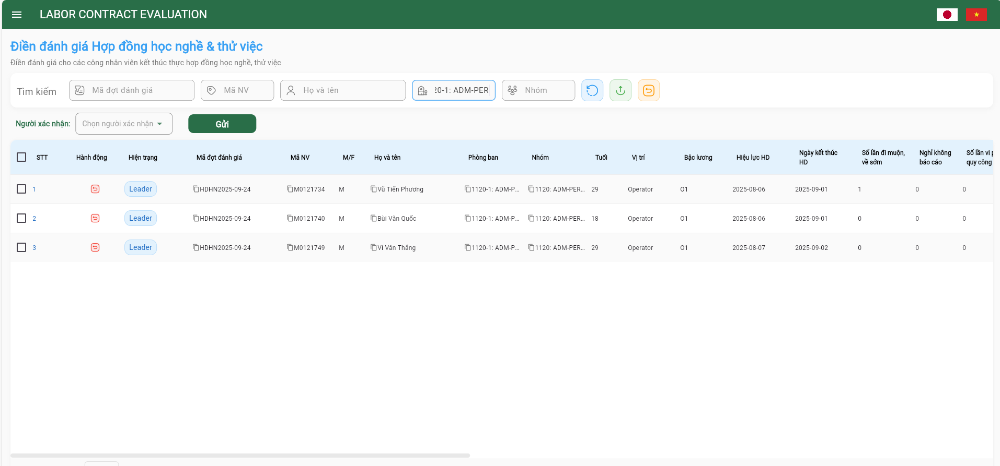 LABOR CONTRACT EVALUATION
Điền đánh giá Hợp đồng học nghề & thử việc
Điền đánh giá cho các công nhân viên kết thúc thực hợp đồng học nghề, thử việc
Tìm kiếm Mã đợt đánh giá Mã NV Họ và tên 20-1: ADM-PER Nhóm
Người xác nhận: Chọn người xác nhận Gửi
STT Hành động Hiện trạng Mã đợt đánh giá Mã NV M/F Họ và tên Phòng ban Nhóm Tuổi Vị trí Bậc lương Hiệu lực HD Ngày kết thúc HD Số lần đi muộn, về sớm Nghỉ không báo cáo Số lần vi p quy công
1 Leader HDHN2025-09-24 M0121734 M Vũ Tiến Phương 1120-1: ADM-P... 1120: ADM-PER... 29 Operator O1 2025-08-06 2025-09-01 1 0 0
2 Leader HDHN2025-09-24 M0121740 M Bùi Văn Quốc 1120-1: ADM-P... 1120: ADM-PER... 18 Operator O1 2025-08-06 2025-09-01 0 0 0
3 Leader HDHN2025-09-24 M0121749 M Vì Văn Thắng 1120-1: ADM-P... 1120: ADM-PER... 29 Operator O1 2025-08-07 2025-09-02 0 0 0